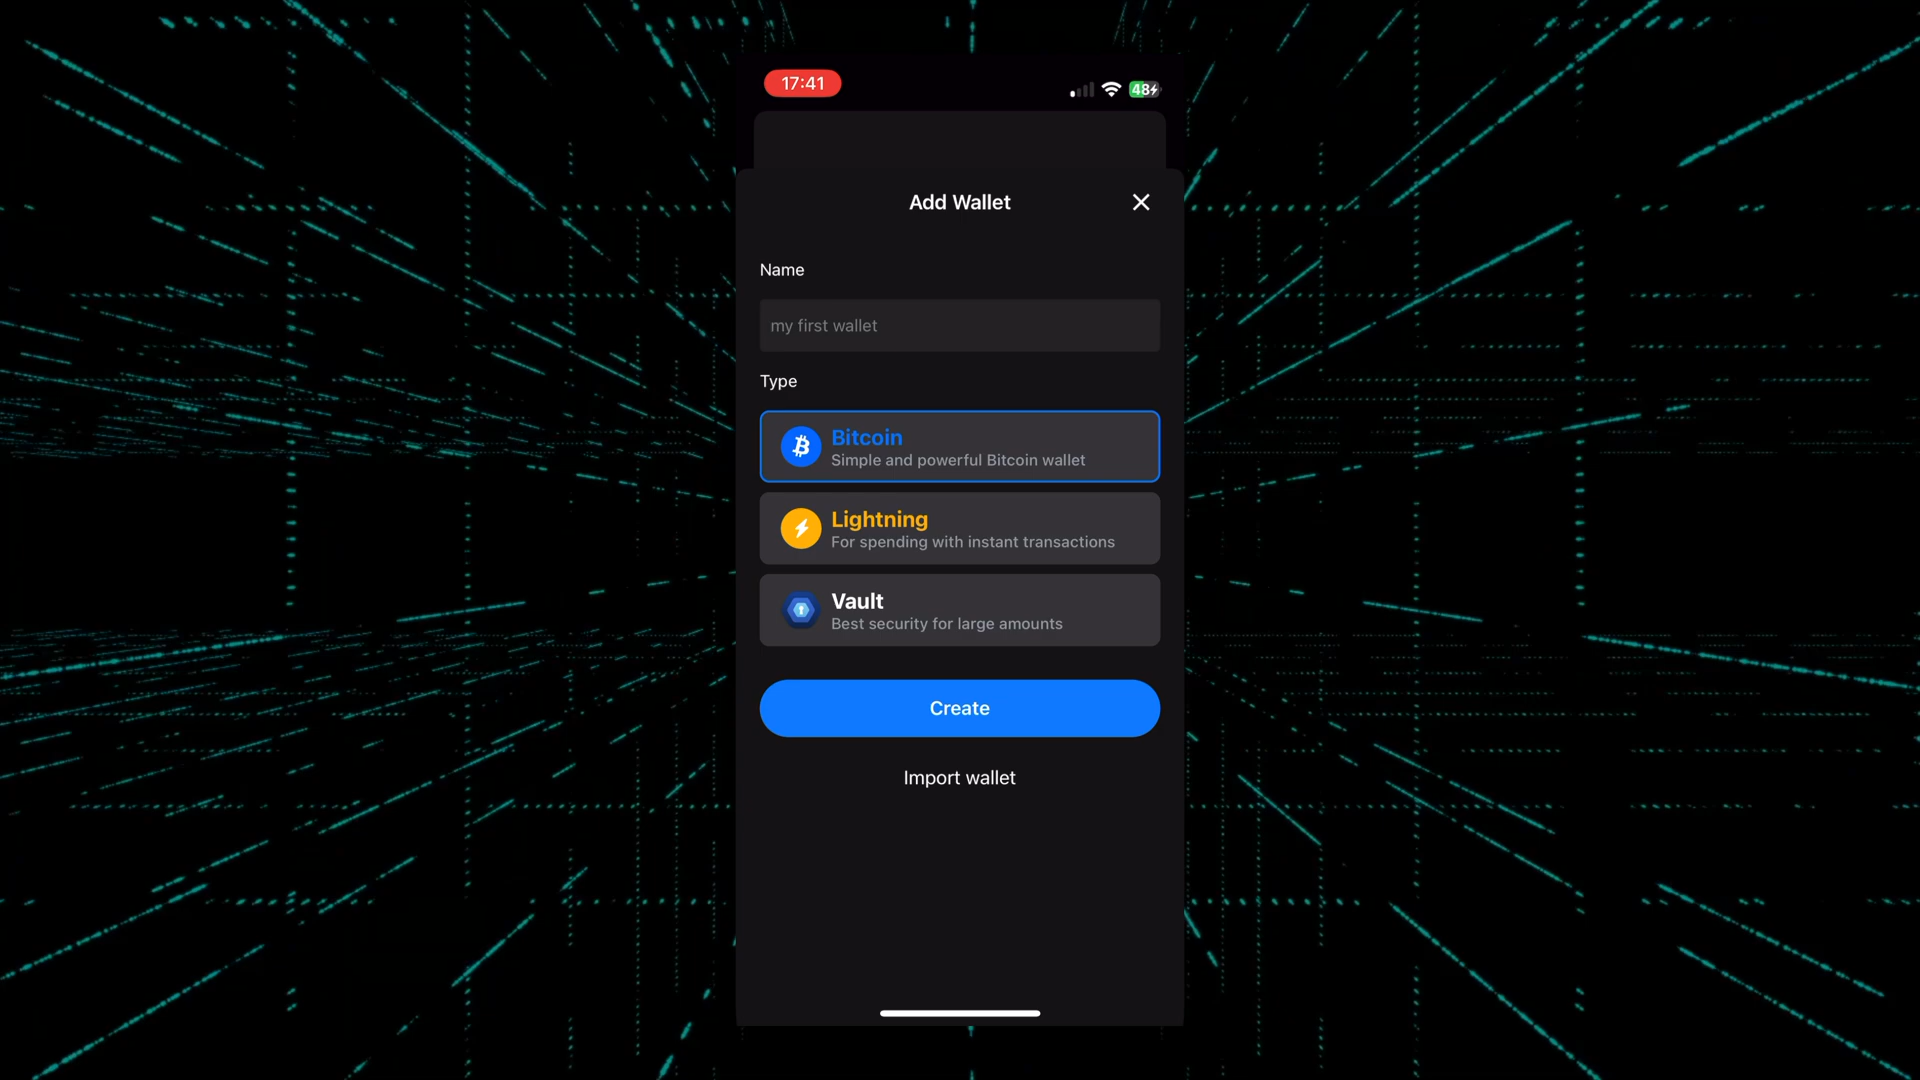 17:41
48
Add Wallet
Name
my first wallet
Type
Bitcoin
Simple and powerful Bitcoin wallet
Lightning
For spending with instant transactions
Vault
Best security for large amounts
Create
Import wallet